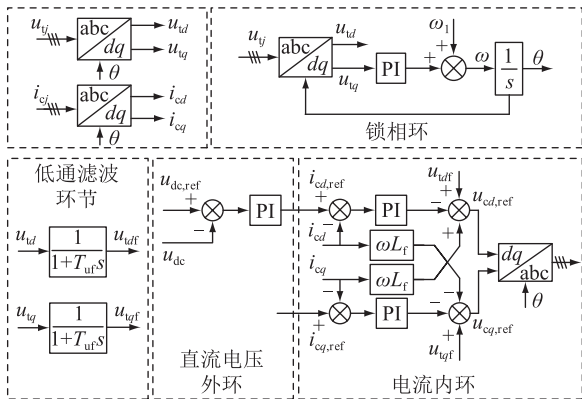 u_tj
abc
dq
u_td
u_tq
θ
i_cj
abc
dq
i_cd
i_cq
θ
u_tj
abc
dq
u_td
u_tq
PI
ω_1
+
+
ω
1
s
θ
锁相环
低通滤波
环节
u_td
1
1+T_uf s
u_tdf
u_tq
1
1+T_uf s
u_tqf
u_dc,ref
+
−
u_dc
PI
直流电压
外环
i_cd,ref
+
−
PI
u_tdf
+
−
+
u_cd,ref
i_cd
ωL_f
i_cq
ωL_f
−
+
i_cq,ref
PI
−
−
+
u_tqf
u_cq,ref
dq
abc
θ
电流内环